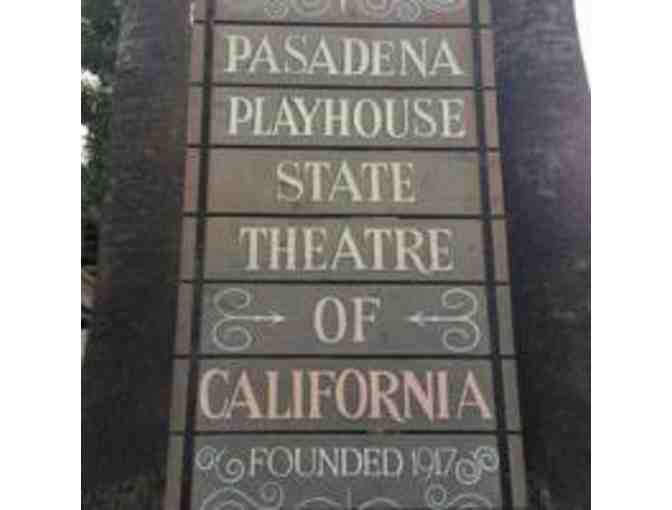 PASADENA
PLAYHOUSE
STATE
THEATRE
OF
CALIFORNIA
FOUNDED 1917